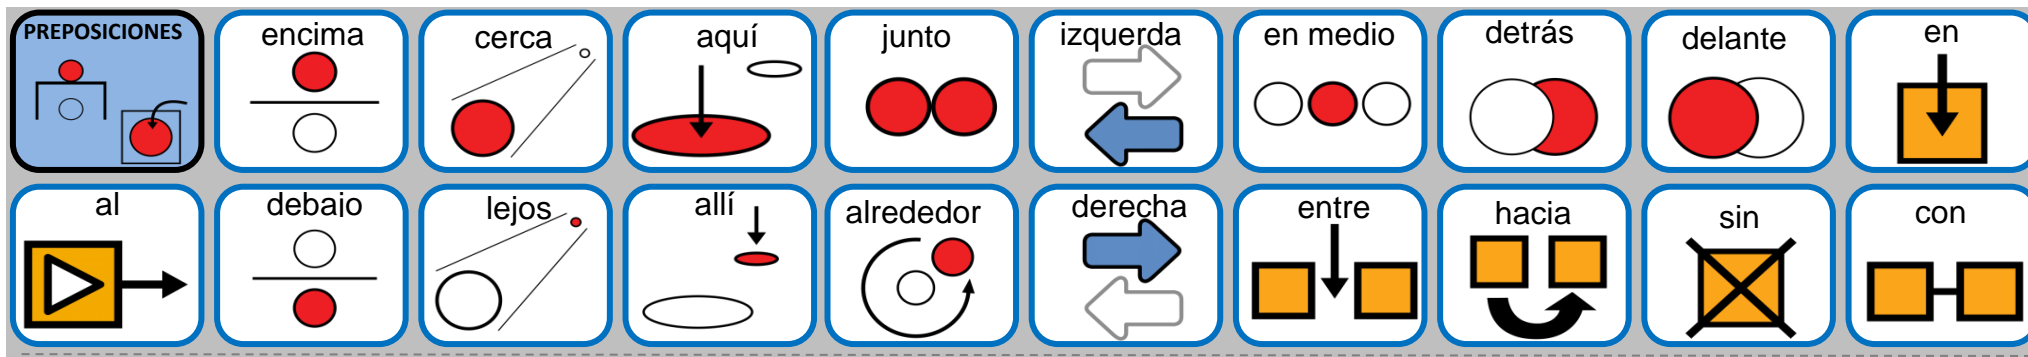 PREPOSICIONES
encima
cerca
aquí
junto
izquerda
en medio
detrás
delante
en
al
debajo
lejos
allí
alrededor
derecha
entre
hacia
sin
con